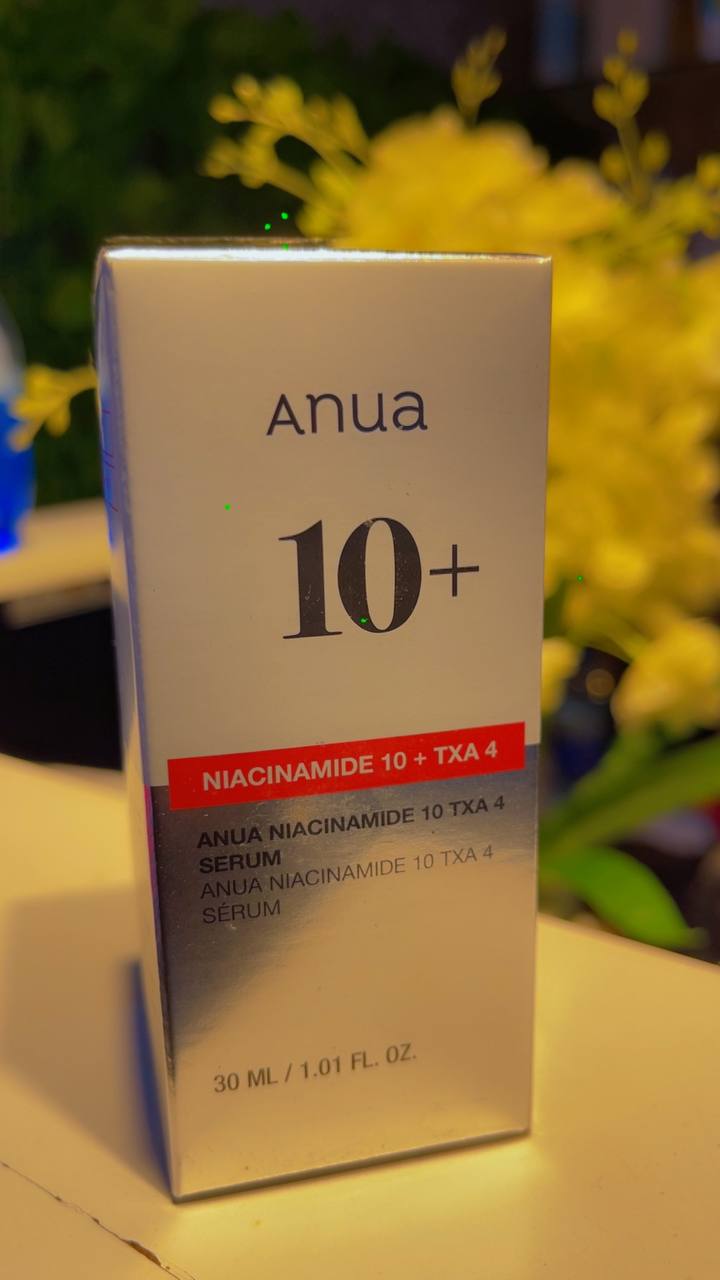 Anua
10+
NIACINAMIDE 10 + TXA 4
ANUA NIACINAMIDE 10 TXA 4
SERUM
ANUA NIACINAMIDE 10 TXA 4
SÉRUM
30 ML / 1.01 FL. OZ.